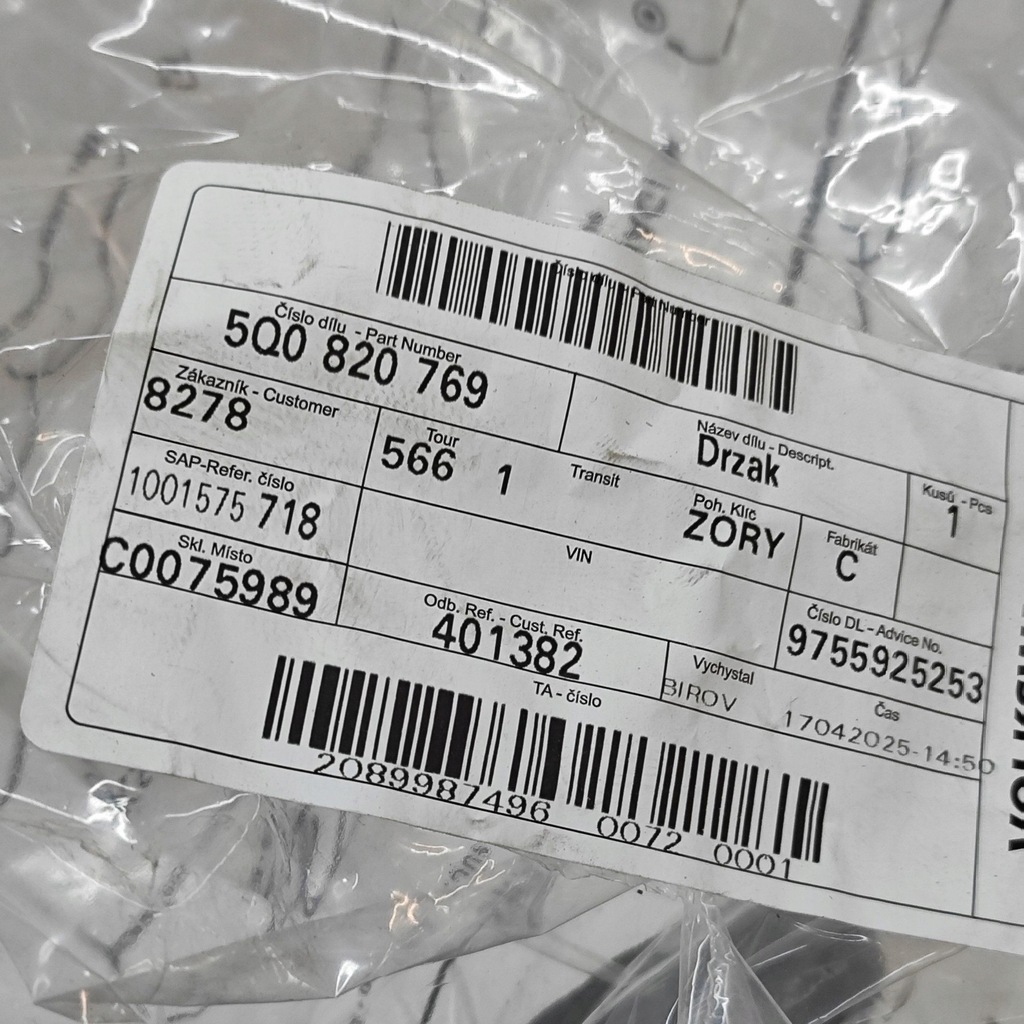 Číslo dílu - Part Number
Číslo dílu - Part Number
5Q0 820 769
Název dílu - Descript.
Drzak
Kusů - Pcs
1
Zákazník - Customer
8278
Tour
566 1
Transit
Poh. Klíč
ZORY
Fabrikát
C
SAP-Refer. číslo
1001575 718
VIN
Číslo DL - Advice No.
9755925253
Skl. Místo
C0075989
Odb. Ref. - Cust. Ref.
401382
Vychystal
BIROV
Čas
17042025-14:50
TA - číslo
2089987496 0072 0001